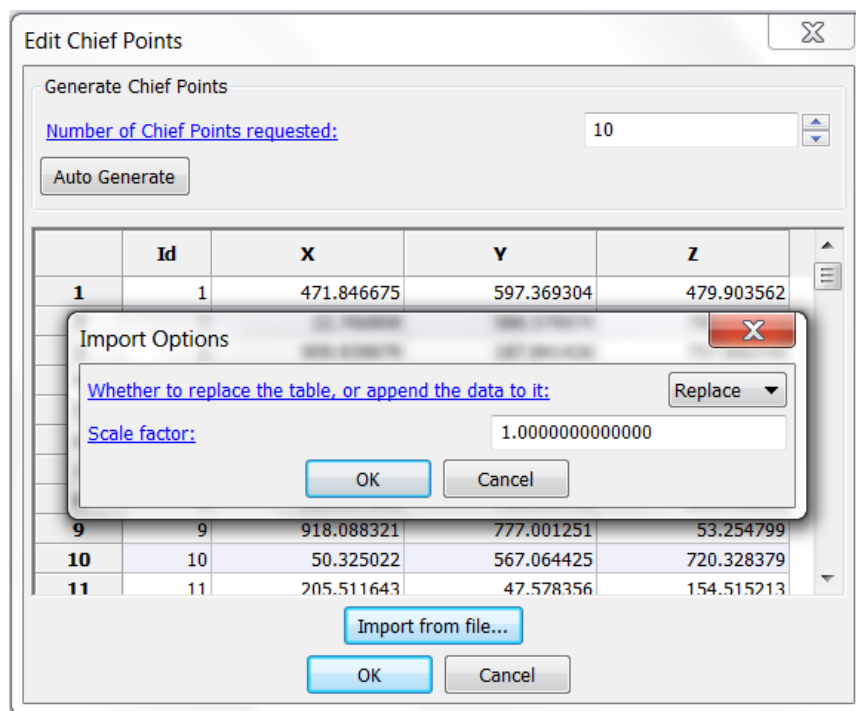 Edit Chief Points
Generate Chief Points
Number of Chief Points requested: 10
Auto Generate
Id X Y Z
1 1 471.846675 597.369304 479.903562
Import Options
Whether to replace the table, or append the data to it: Replace
Scale factor: 1.0000000000000
OK Cancel
9 9 918.088321 777.001251 53.254799
10 10 50.325022 567.064425 720.328379
11 11 205.511643 47.578356 154.515213
Import from file...
OK Cancel